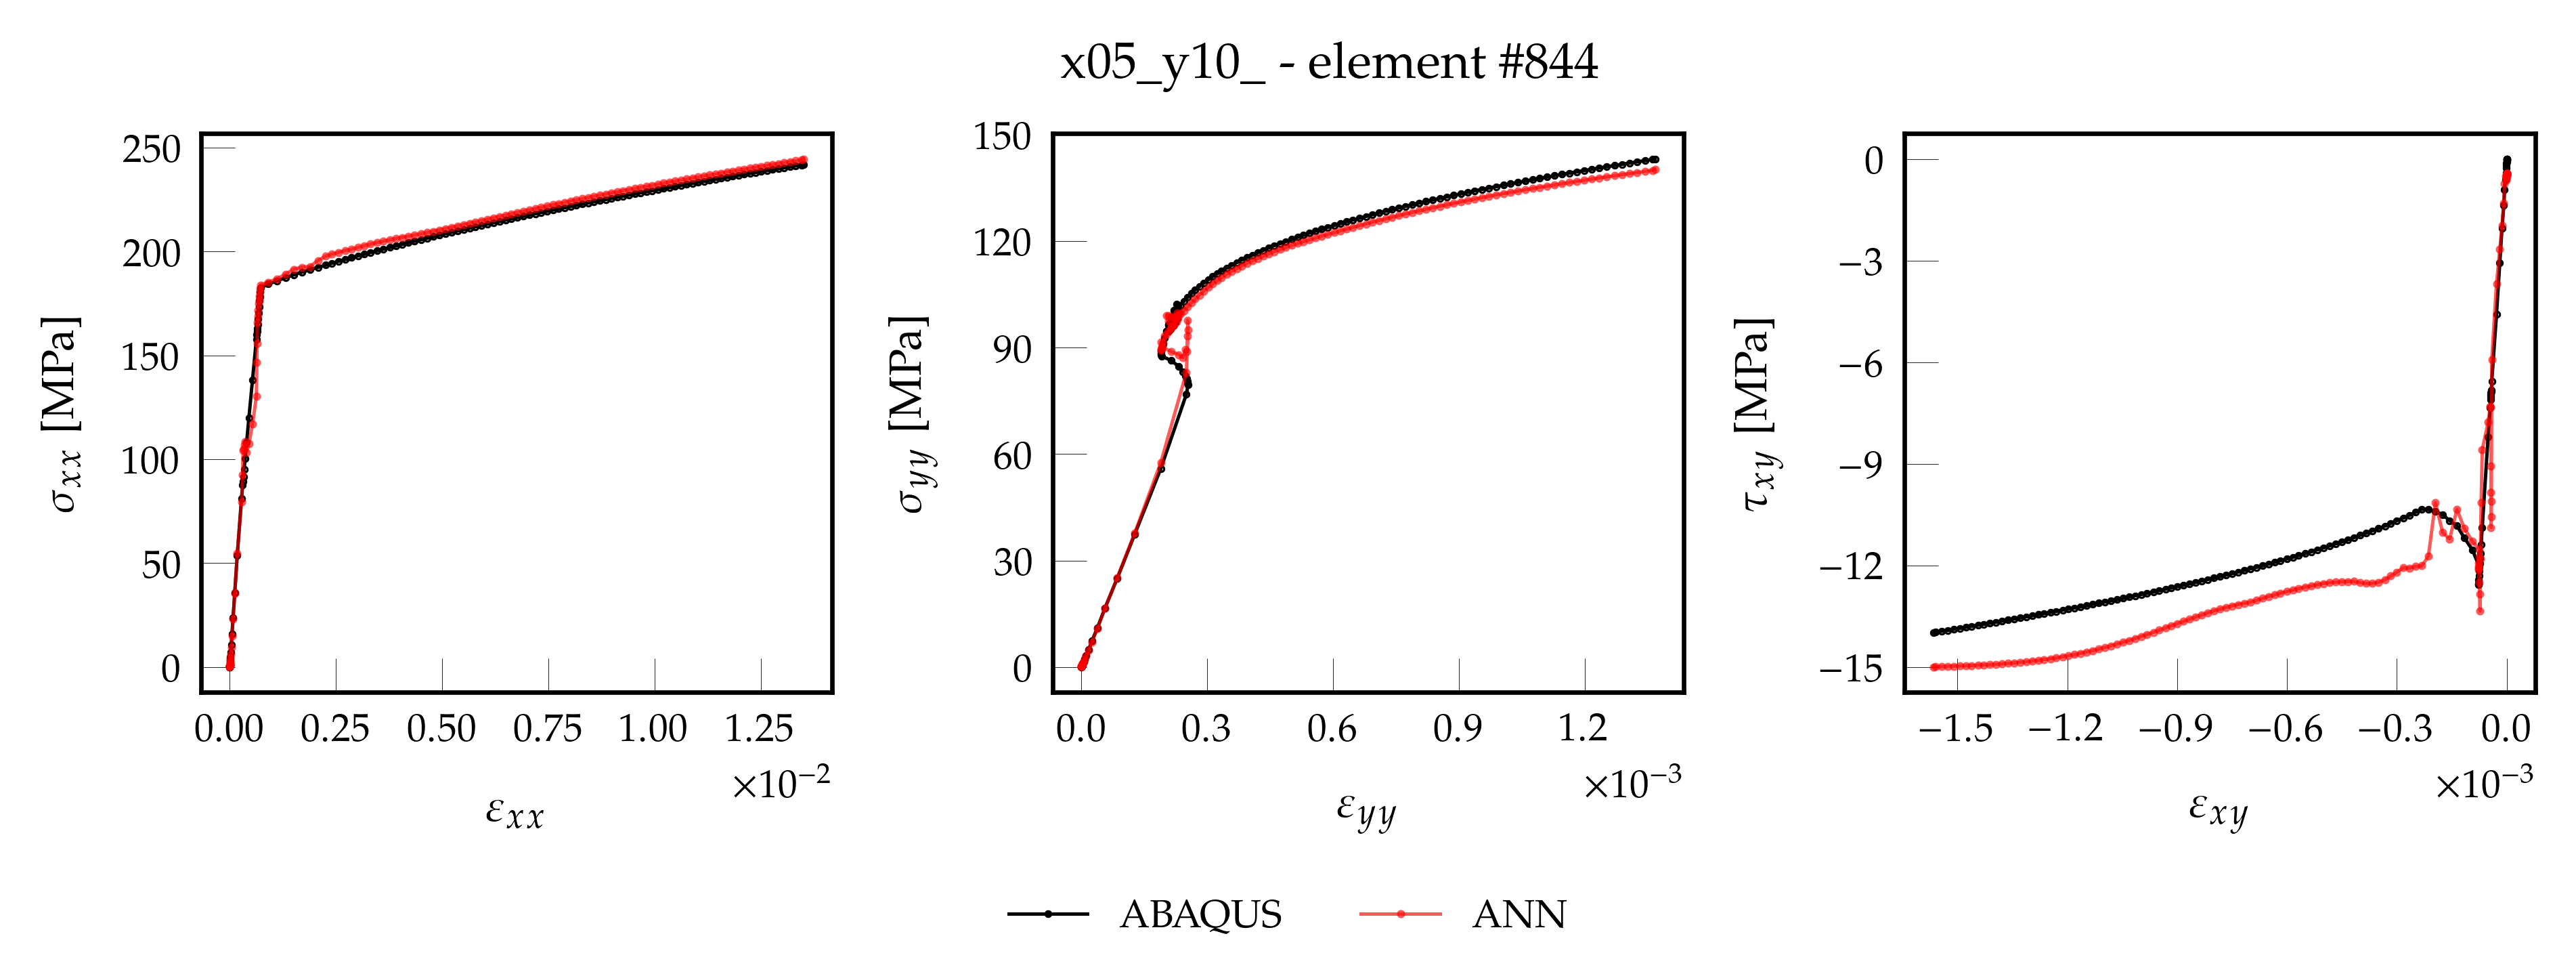 x05_y10_ - element #844
250
200
150
100
50
0
σxx [MPa]
0.00 0.25 0.50 0.75 1.00 1.25
×10−2
εxx
150
120
90
60
30
0
σyy [MPa]
0.0 0.3 0.6 0.9 1.2
×10−3
εyy
0
−3
−6
−9
−12
−15
τxy [MPa]
−1.5 −1.2 −0.9 −0.6 −0.3 0.0
×10−3
εxy
ABAQUS ANN